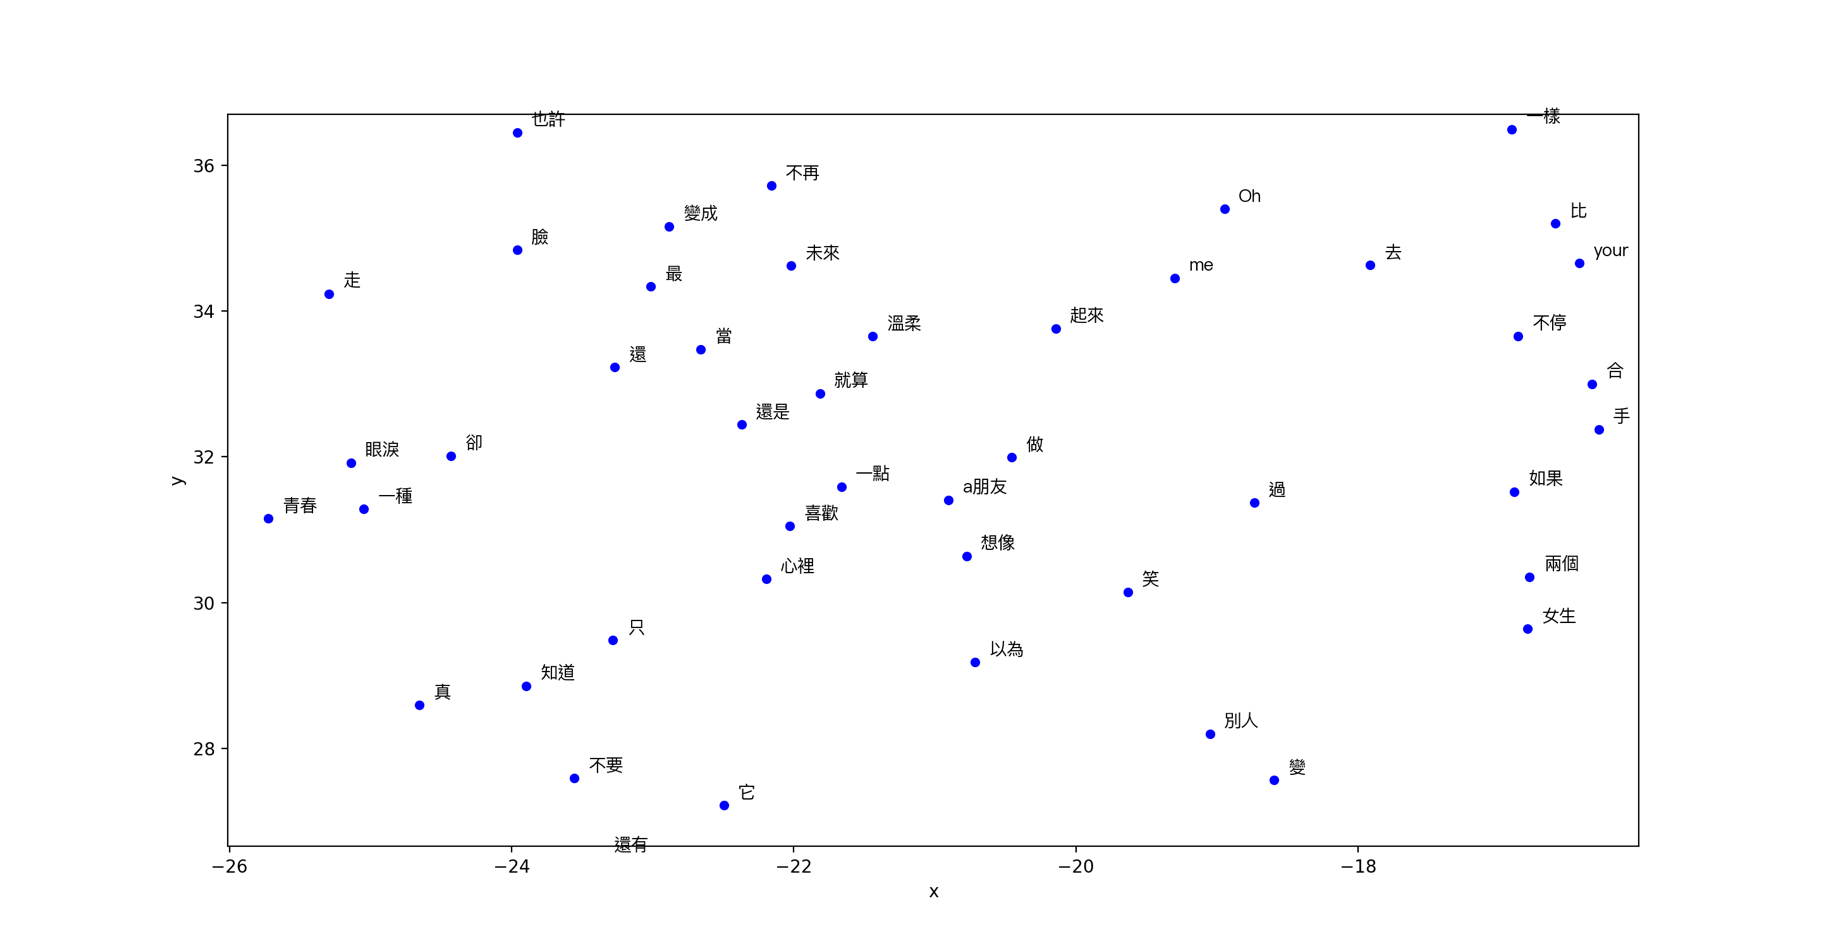 也許
一樣
36
不再
Oh
變成
比
臉
未來
去
your
me
最
走
34
起來
溫柔
不停
當
還
合
就算
還是
手
卻
做
眼淚
32
一點
如果
y
a朋友
過
一種
青春
喜歡
想像
心裡
兩個
笑
30
女生
只
以為
知道
真
別人
28
不要
變
它
還有
−26
−24
−22
−20
−18
x